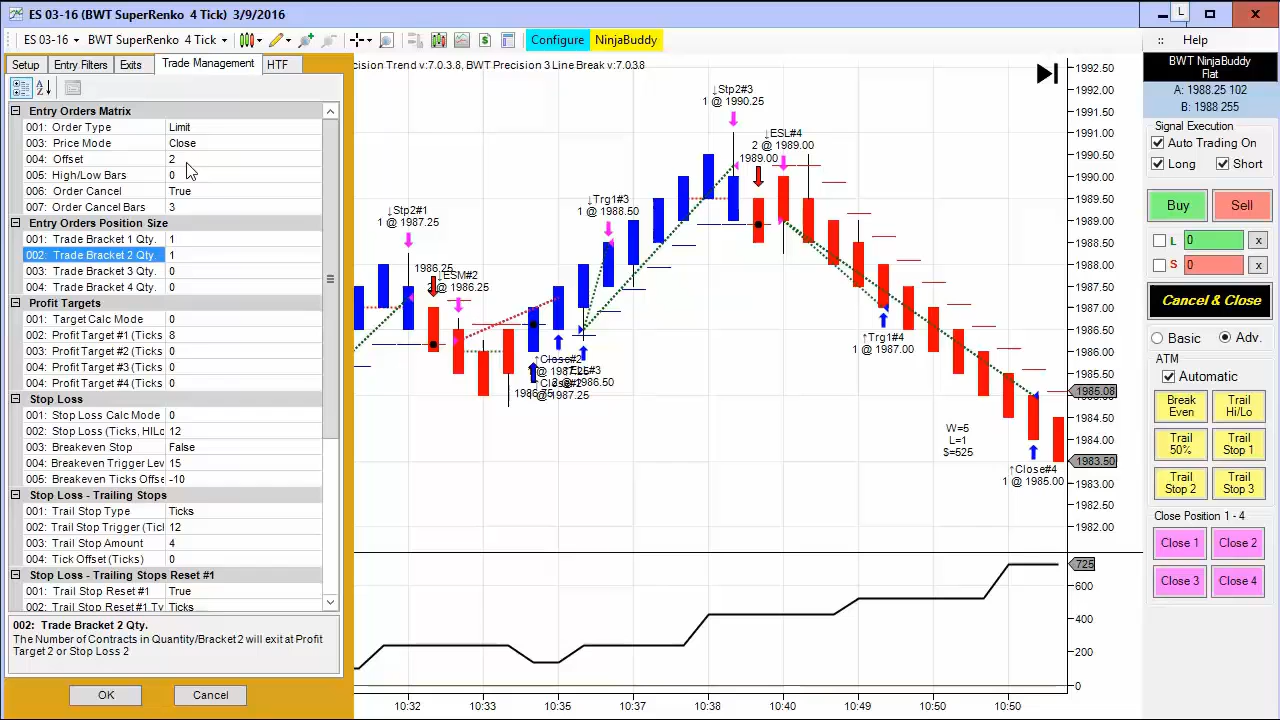 ES 03-16 (BWT SuperRenko 4 Tick) 3/9/2016
L
ES 03-16 BWT SuperRenko 4 Tick
$
Configure NinjaBuddy
Help
Setup Entry Filters Exits Trade Management HTF
cision Trend v:7.0.3.8, BWT Precision 3 Line Break v:7.0.3.8
Entry Orders Matrix
001: Order Type Limit
003: Price Mode Close
004: Offset 2
005: High/Low Bars 0
006: Order Cancel True
007: Order Cancel Bars 3
Entry Orders Position Size
001: Trade Bracket 1 Qty. 1
002: Trade Bracket 2 Qty. 1
003: Trade Bracket 3 Qty. 0
004: Trade Bracket 4 Qty. 0
Profit Targets
001: Target Calc Mode 0
002: Profit Target #1 (Ticks 8
003: Profit Target #2 (Ticks 0
004: Profit Target #3 (Ticks 0
004: Profit Target #4 (Ticks 0
Stop Loss
001: Stop Loss Calc Mode 0
002: Stop Loss (Ticks, HILc 12
003: Breakeven Stop False
004: Breakeven Trigger Lev 15
005: Breakeven Ticks Offse -10
Stop Loss - Trailing Stops
001: Trail Stop Type Ticks
002: Trail Stop Trigger (Tick 12
003: Trail Stop Amount 4
004: Tick Offset (Ticks) 0
Stop Loss - Trailing Stops Reset #1
001: Trail Stop Reset #1 True
002: Trail Stop Reset #1 Ty Ticks
002: Trade Bracket 2 Qty.
The Number of Contracts in Quantity/Bracket 2 will exit at Profit
Target 2 or Stop Loss 2
OK Cancel
↓Stp2#1
1 @ 1987.25
1986.25
↓ESM#2
@ 1986.25
↓Trg1#3
1 @ 1988.50
↓Stp2#3
1 @ 1990.25
↓ESL#4
2 @ 1989.00
1989.00
↑Close#2
2 @ 1986.50
@ 1987.25
↑Trg1#4
1 @ 1987.00
W=5
L=1
$=525
↑Close#4
1 @ 1985.00
1992.50
1992.00
1991.50
1991.00
1990.50
1990.00
1989.50
1989.00
1988.50
1988.00
1987.50
1987.00
1986.50
1986.00
1985.50
1985.08
1984.50
1984.00
1983.50
1983.00
1982.50
1982.00
725
600
400
200
0
10:32 10:33 10:35 10:37 10:38 10:40 10:49 10:50 10:50
BWT NinjaBuddy
Flat
A: 1988.25 102
B: 1988 255
Signal Execution
Auto Trading On
Long Short
Buy Sell
L 0 x
S 0 x
Cancel & Close
Basic Adv.
ATM
Automatic
Break
Even
Trail
Hi/Lo
Trail
50%
Trail
Stop 1
Trail
Stop 2
Trail
Stop 3
Close Position 1 - 4
Close 1 Close 2
Close 3 Close 4